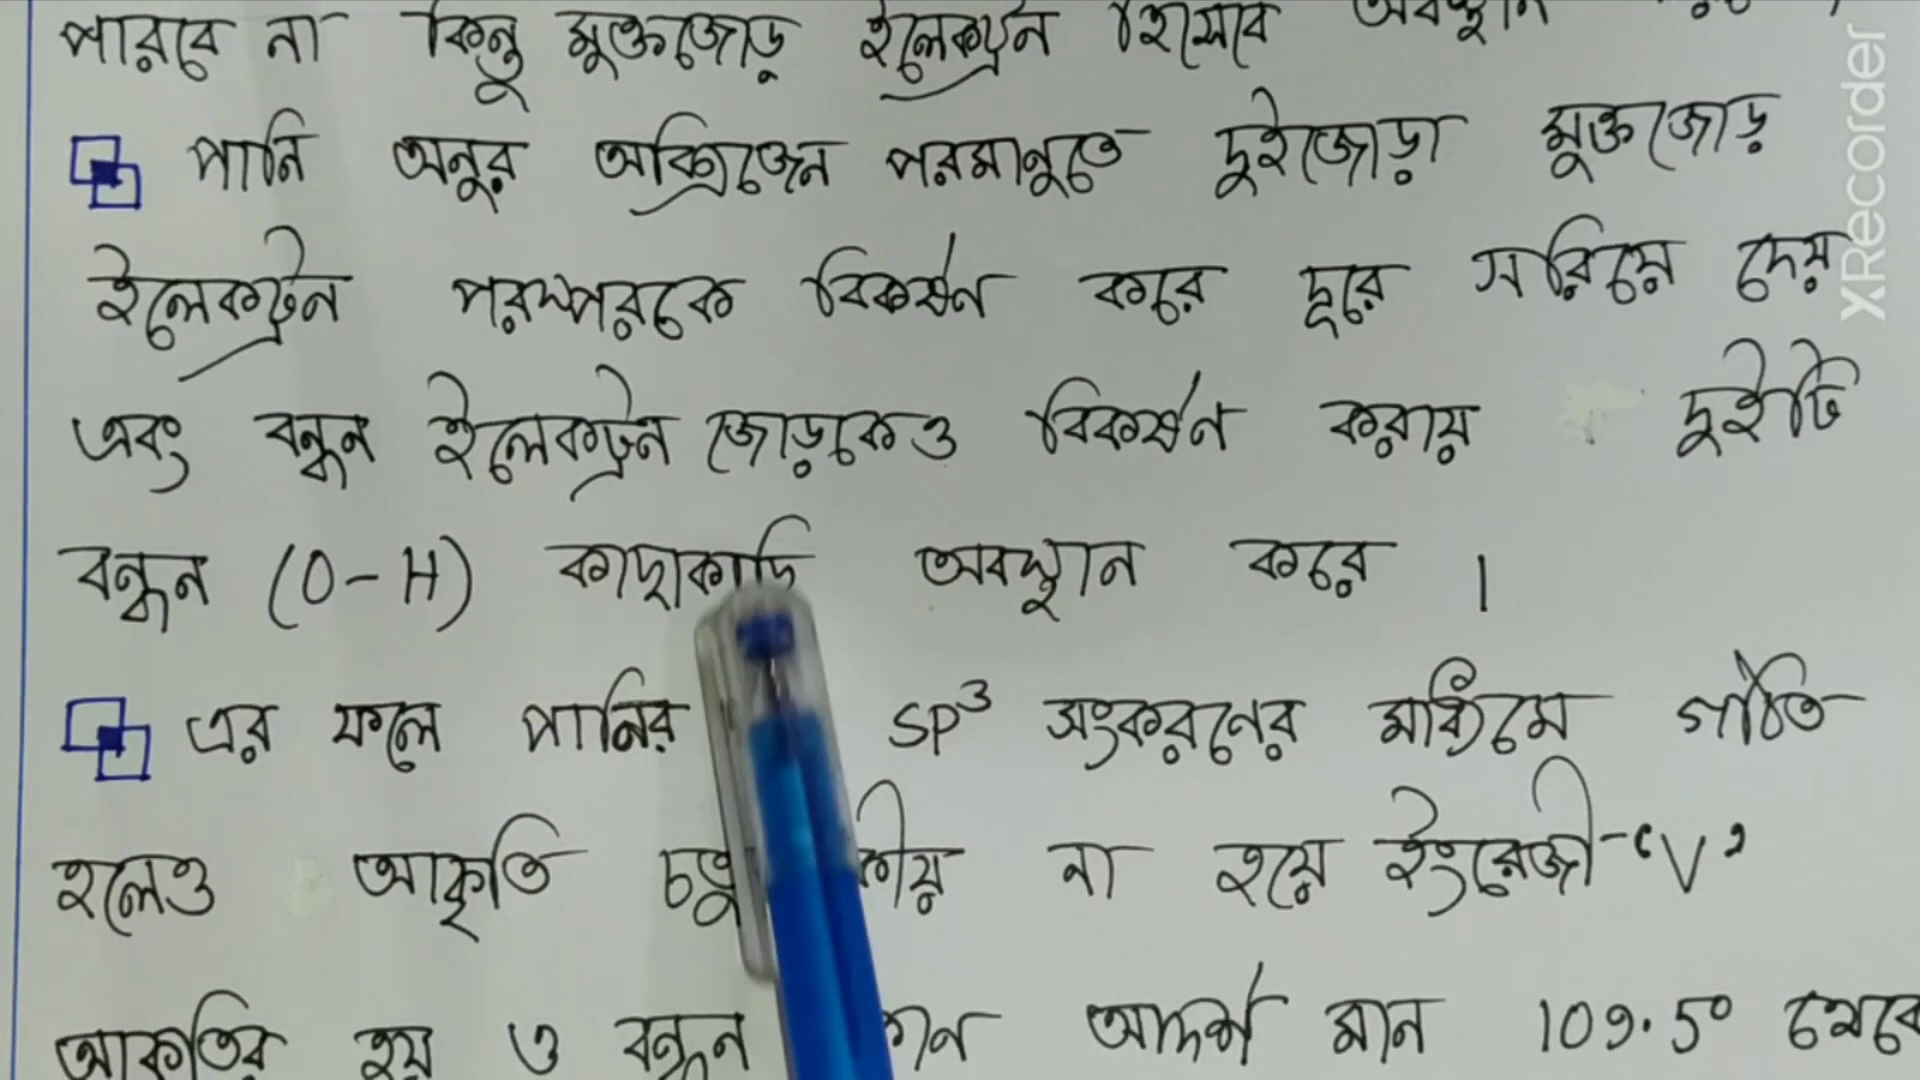 পারবে না কিন্তু মুক্তজোড় ইলেকট্রন হিসেবে অবস্থান
পানি অনুর অক্সিজেন পরমানুতে দুইজোড়া মুক্তজোড়
ইলেকট্রন পরস্পরকে বিকর্ষণ করে দূরে সরিয়ে দেয়
এবং বন্ধন ইলেকট্রন জোড়কেও বিকর্ষণ করায় দুইটি
বন্ধন (O-H) কাছাকাছি অবস্থান করে ।
এর ফলে পানির SP³ সংকরণের মাধ্যমে গঠিত
হলেও আকৃতি না হয়ে ইংরেজী-‘V’
আকৃতির হয় ও বন্ধন আদর্শ মান 109.5° থেকে
XRecorder